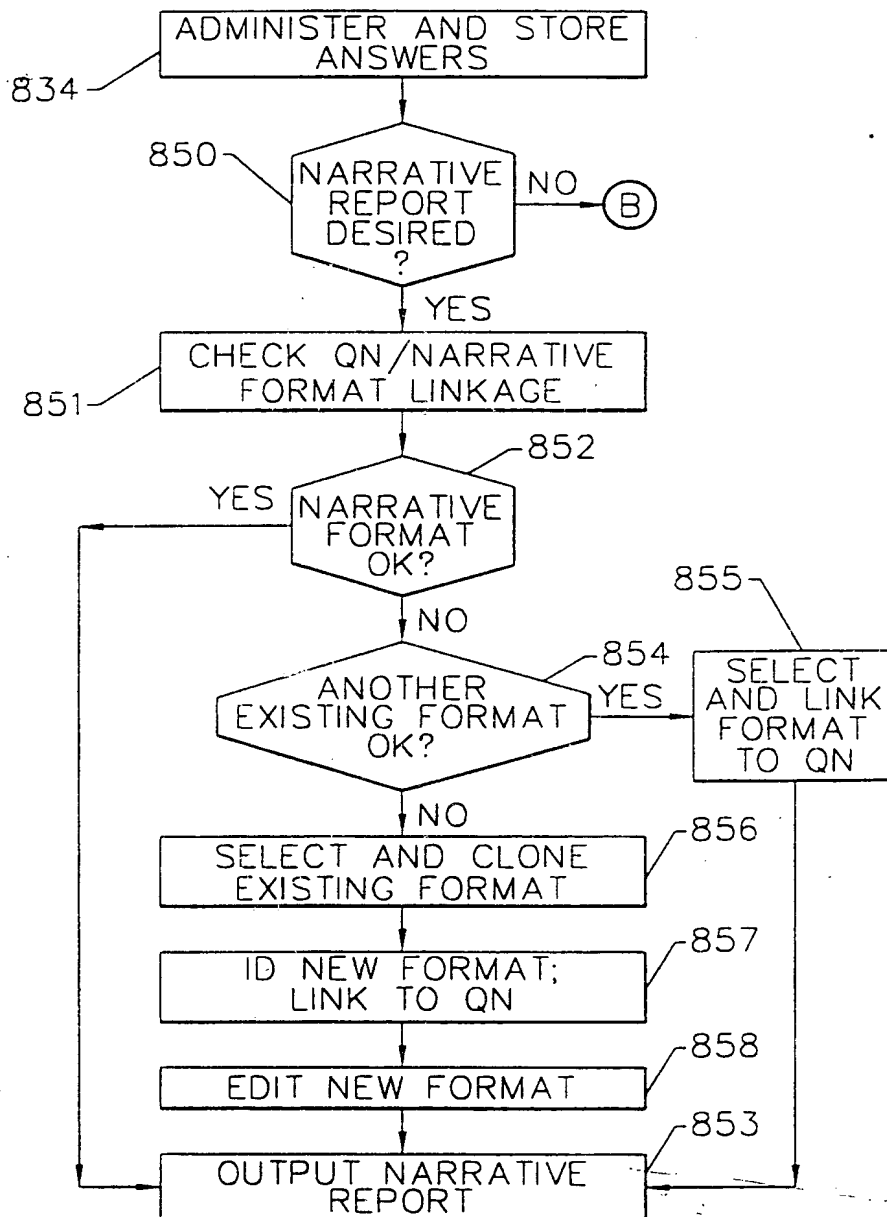 ADMINISTER AND STORE
ANSWERS
834
850
NARRATIVE
REPORT
DESIRED
?
NO
B
YES
CHECK QN/NARRATIVE
FORMAT LINKAGE
851
852
YES
NARRATIVE
FORMAT
OK?
NO
855
854
ANOTHER
EXISTING FORMAT
OK?
YES
SELECT
AND LINK
FORMAT
TO QN
NO
856
SELECT AND CLONE
EXISTING FORMAT
857
ID NEW FORMAT;
LINK TO QN
858
EDIT NEW FORMAT
853
OUTPUT NARRATIVE
REPORT